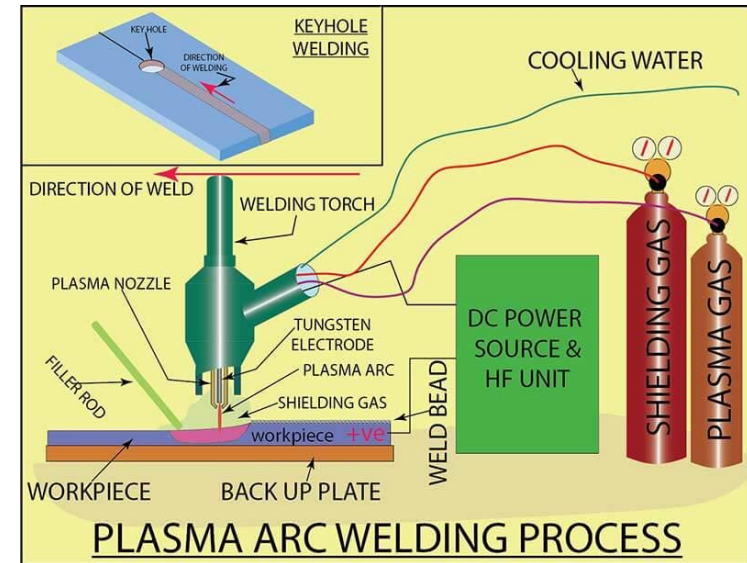 KEYHOLE
WELDING
KEY HOLE
DIRECTION
OF WELDING
COOLING WATER
DIRECTION OF WELD
WELDING TORCH
PLASMA NOZZLE
TUNGSTEN
ELECTRODE
PLASMA ARC
SHIELDING GAS
FILLER ROD
DC POWER
SOURCE &
HF UNIT
SHIELDING GAS
PLASMA GAS
workpiece +ve
WELD BEAD
WORKPIECE
BACK UP PLATE
PLASMA ARC WELDING PROCESS